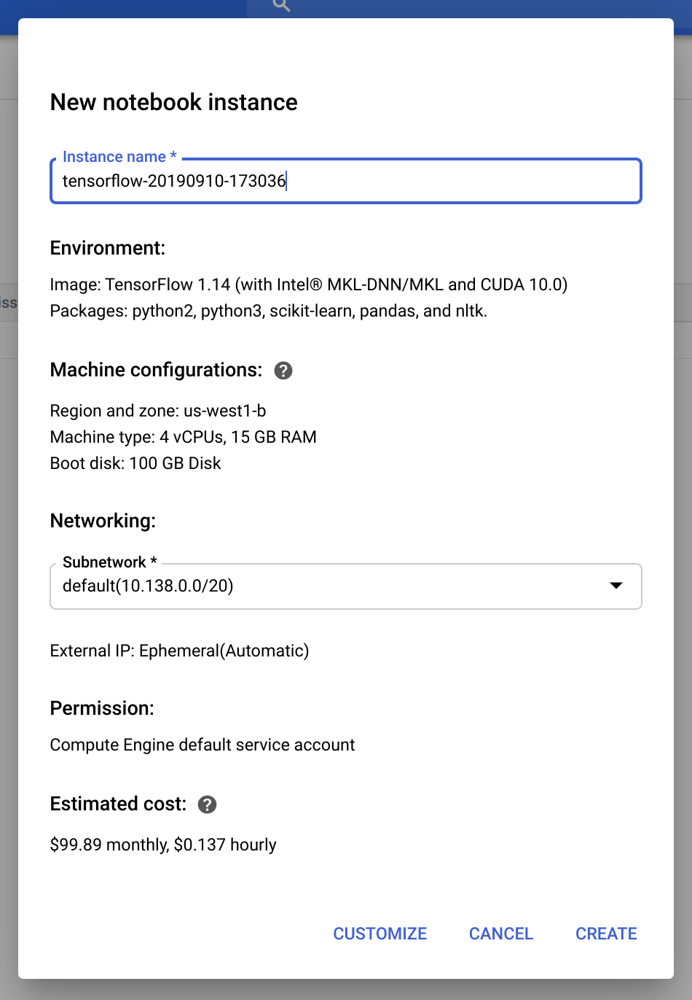 New notebook instance
Instance name *
tensorflow-20190910-173036
Environment:
Image: TensorFlow 1.14 (with Intel® MKL-DNN/MKL and CUDA 10.0)
iss
Packages: python2, python3, scikit-learn, pandas, and nltk.
Machine configurations:
Region and zone: us-west1-b
Machine type: 4 vCPUs, 15 GB RAM
Boot disk: 100 GB Disk
Networking:
Subnetwork *
default(10.138.0.0/20)
External IP: Ephemeral(Automatic)
Permission:
Compute Engine default service account
Estimated cost:
$99.89 monthly, $0.137 hourly
CUSTOMIZE CANCEL CREATE